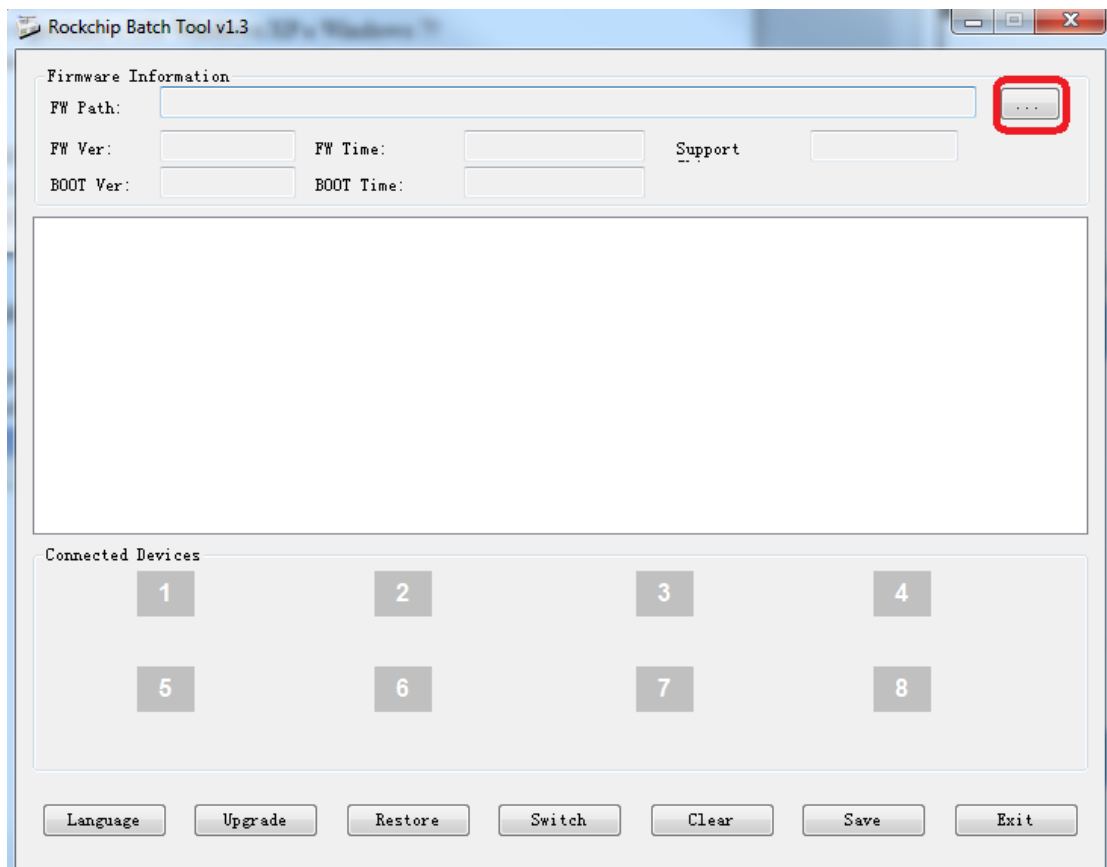 Rockchip Batch Tool v1.3
Firmware Information
FW Path:
...
FW Ver:
FW Time:
Support
BOOT Ver:
BOOT Time:
Connected Devices
1 2 3 4
5 6 7 8
Language Upgrade Restore Switch Clear Save Exit